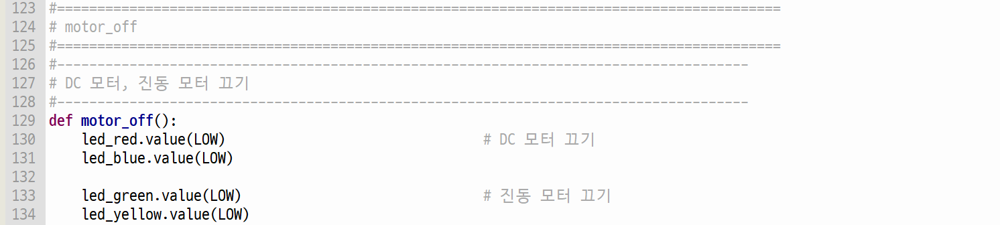 123 #==========================================================================================
124 # motor_off
125 #==========================================================================================
126 #--------------------------------------------------------------------------------------
127 # DC 모터, 진동 모터 끄기
128 #--------------------------------------------------------------------------------------
129 def motor_off():
130     led_red.value(LOW)                                # DC 모터 끄기
131     led_blue.value(LOW)
132
133     led_green.value(LOW)                              # 진동 모터 끄기
134     led_yellow.value(LOW)